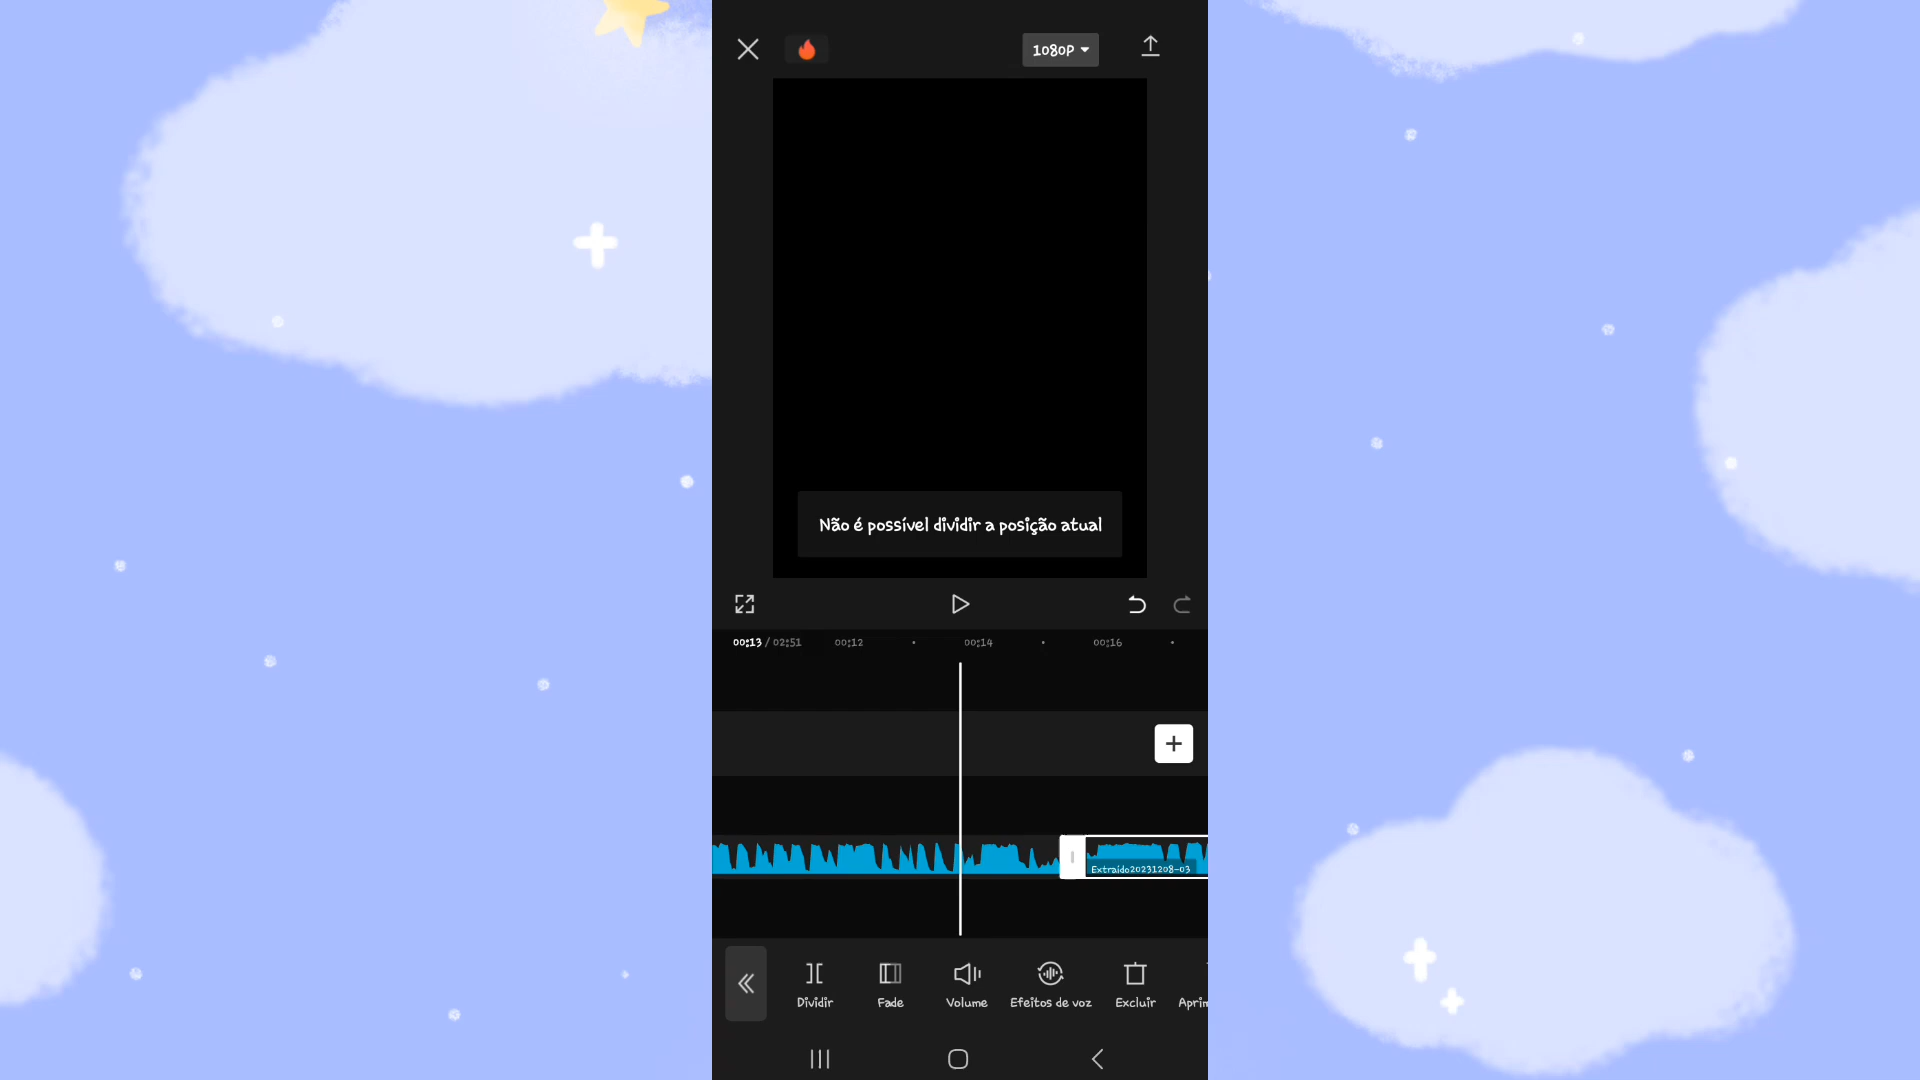 1080P
Não é possível dividir a posição atual
00:13 / 02:51 00:12 00:14 00:16
Extraído20231208-03
Dividir Fade Volume Efeitos de voz Excluir Aprim